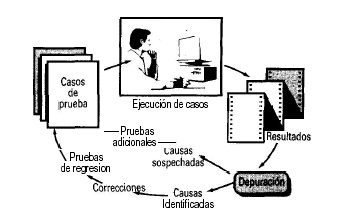 Casos
de
prueba
Ejecución de casos
Resultados
Pruebas
adicionales
Causas
sospechadas
Pruebas
de regresion
Depuración
Correcciones
Causas
Identificadas